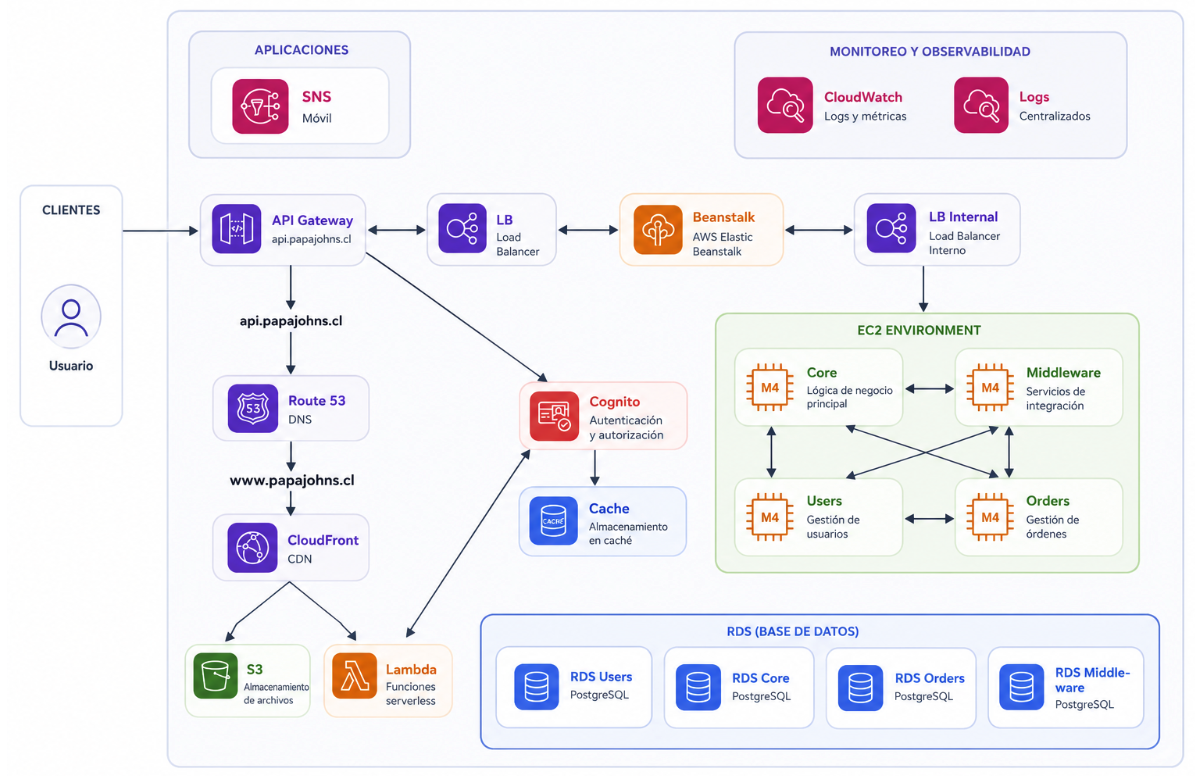 APLICACIONES
SNS
Móvil
MONITOREO Y OBSERVABILIDAD
CloudWatch
Logs y métricas
Logs
Centralizados
CLIENTES
Usuario
API Gateway
api.papajohns.cl
LB
Load
Balancer
Beanstalk
AWS Elastic
Beanstalk
LB Internal
Load Balancer
Interno
api.papajohns.cl
53
Route 53
DNS
www.papajohns.cl
CloudFront
CDN
S3
Almacenamiento
de archivos
Lambda
Funciones
serverless
Cognito
Autenticación
y autorización
CACHÉ
Cache
Almacenamiento
en caché
EC2 ENVIRONMENT
M4
Core
Lógica de negocio
principal
M4
Middleware
Servicios de
integración
M4
Users
Gestión de
usuarios
M4
Orders
Gestión de
órdenes
RDS (BASE DE DATOS)
RDS Users
PostgreSQL
RDS Core
PostgreSQL
RDS Orders
PostgreSQL
RDS Middle-
ware
PostgreSQL